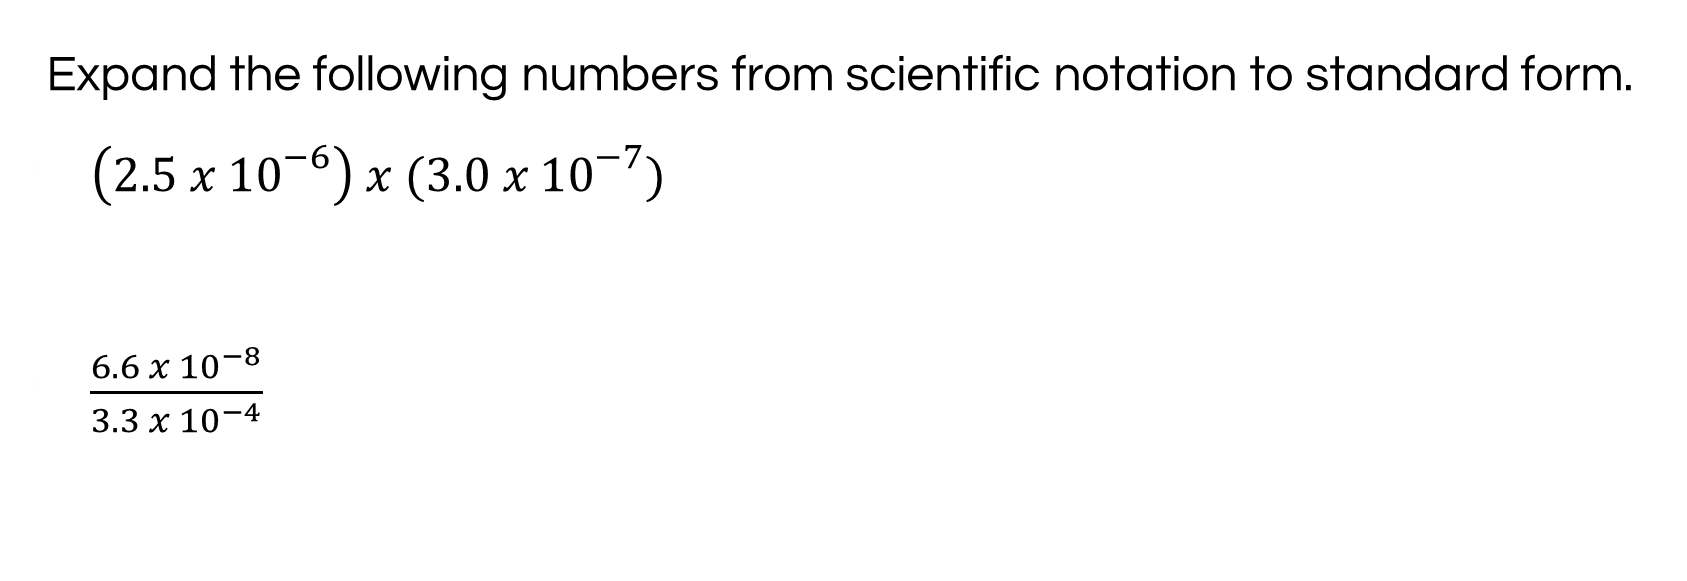 Expand the following numbers from scientific notation to standard form.
(2.5 x 10⁻⁶) x (3.0 x 10⁻⁷)
6.6 x 10⁻⁸
3.3 x 10⁻⁴